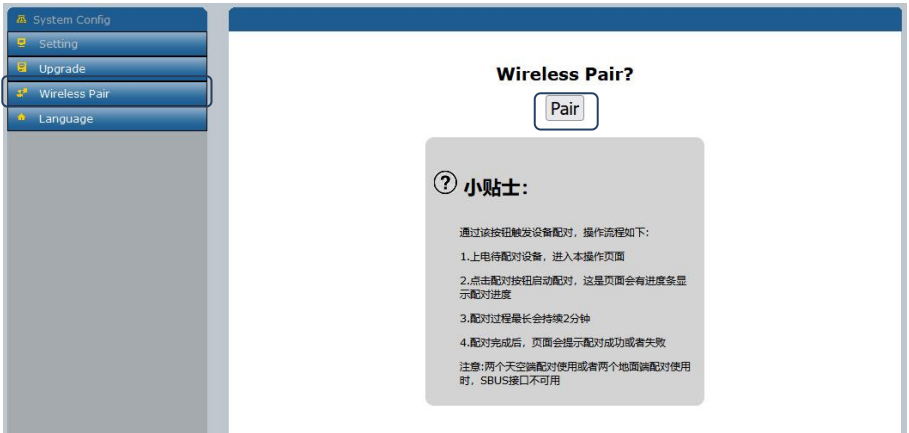 System Config
Setting
Upgrade
Wireless Pair
Language
Wireless Pair?
Pair
? 小贴士：
通过该按钮触发设备配对，操作流程如下：
1.上电待配对设备，进入本操作页面
2.点击配对按钮启动配对，这是页面会有进度条显
示配对进度
3.配对过程最长会持续2分钟
4.配对完成后，页面会提示配对成功或者失败
注意:两个天空端配对使用或者两个地面端配对使用
时，SBUS接口不可用